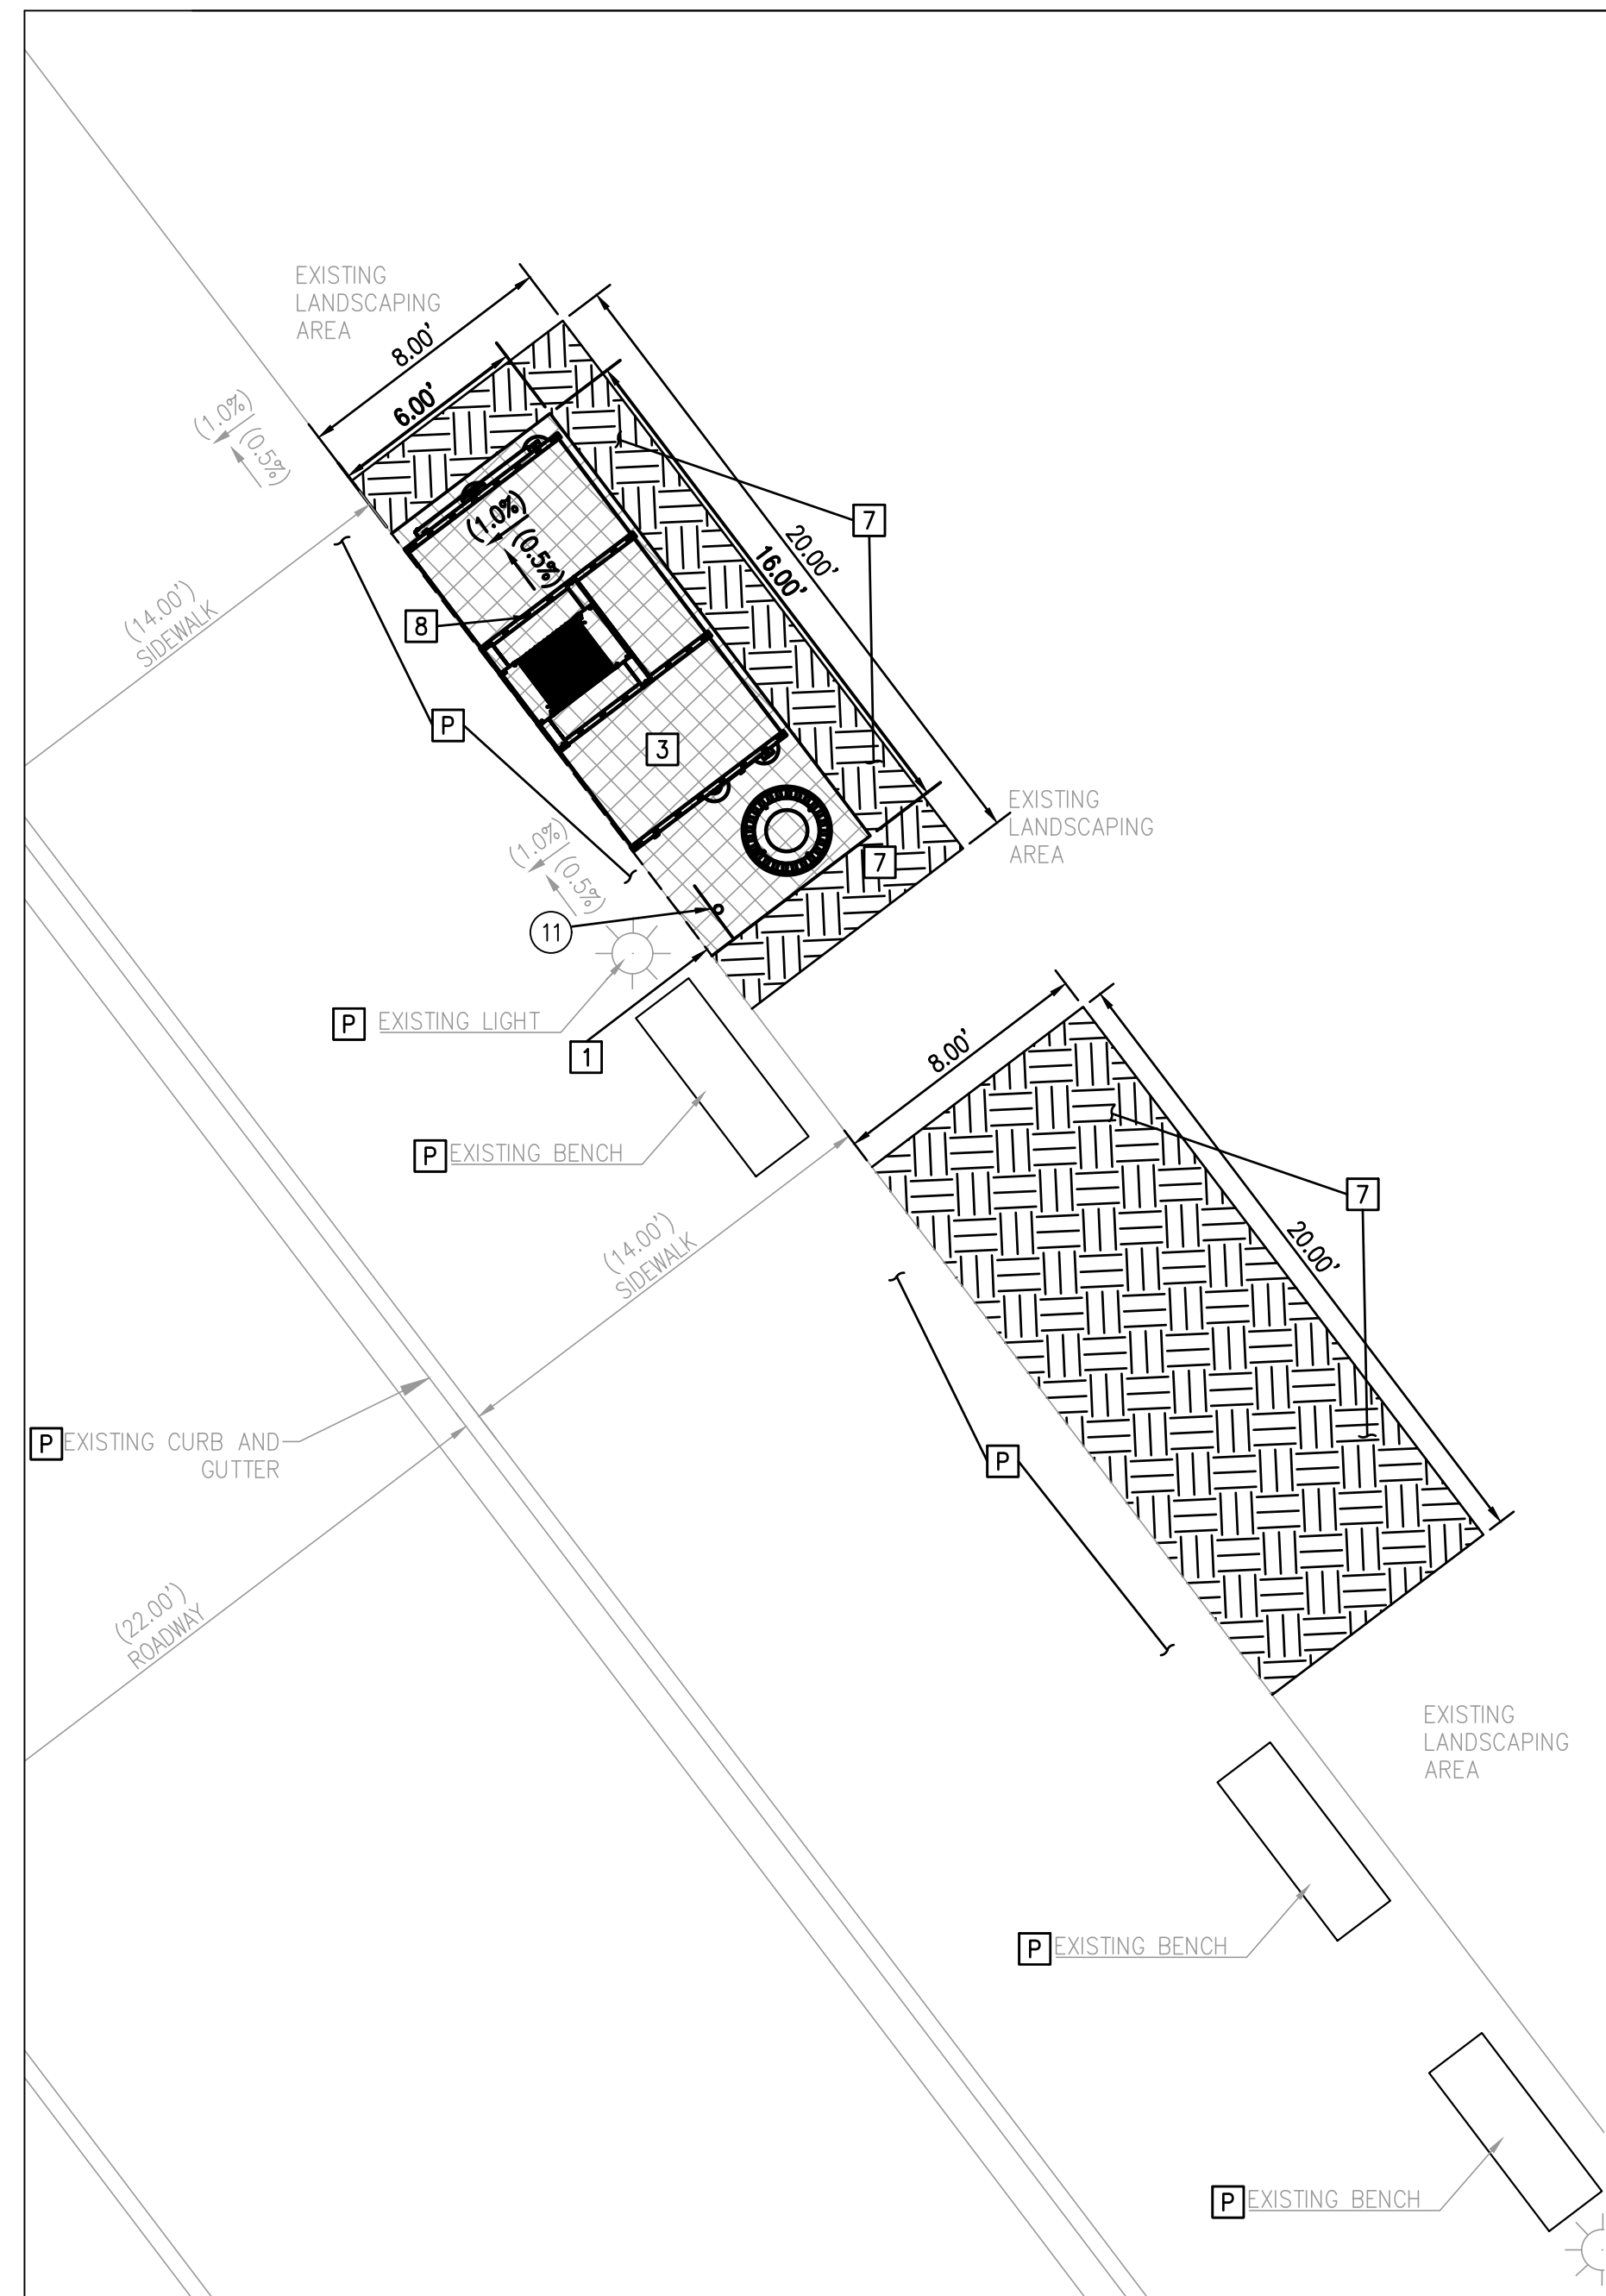 EXISTING
LANDSCAPING
AREA
8.00'
6.00'
(1.0%)
(0.5%)
(1.0%)
(0.5%)
7
20.00'
16.00'
(14.00')
SIDEWALK
8
P
3
EXISTING
LANDSCAPING
AREA
(1.0%)
(0.5%)
7
11
P EXISTING LIGHT
1
8.00'
P EXISTING BENCH
7
(14.00')
SIDEWALK
20.00'
P EXISTING CURB AND
GUTTER
P
(22.00')
ROADWAY
EXISTING
LANDSCAPING
AREA
P EXISTING BENCH
P EXISTING BENCH